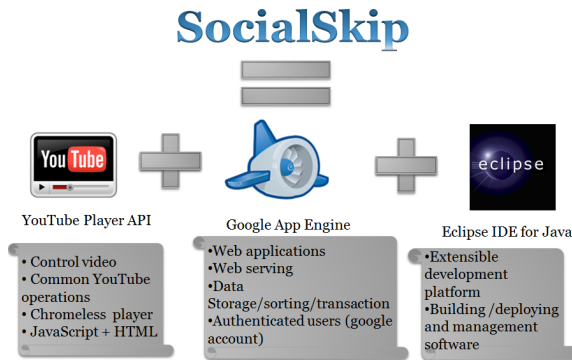 SocialSkip
You Tube
eclipse
YouTube Player API
Google App Engine
Eclipse IDE for Java
• Control video
• Common YouTube
operations
• Chromeless player
• JavaScript + HTML
•Web applications
•Web serving
•Data
Storage/sorting/transaction
•Authenticated users (google
account)
•Extensible
development
platform
•Building /deploying
and management
software